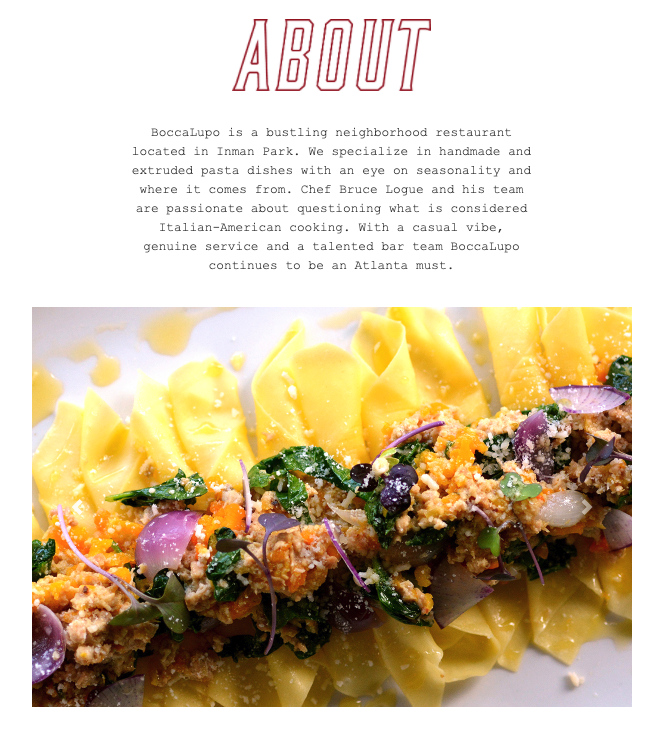 ABOUT
BoccaLupo is a bustling neighborhood restaurant
located in Inman Park. We specialize in handmade and
extruded pasta dishes with an eye on seasonality and
where it comes from. Chef Bruce Logue and his team
are passionate about questioning what is considered
Italian-American cooking. With a casual vibe,
genuine service and a talented bar team BoccaLupo
continues to be an Atlanta must.